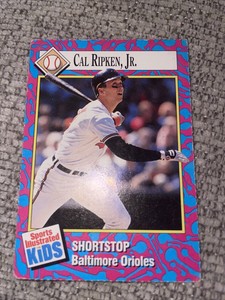 CAL RIPKEN, JR.
Sports
Illustrated
KIDS
SHORTSTOP
Baltimore Orioles